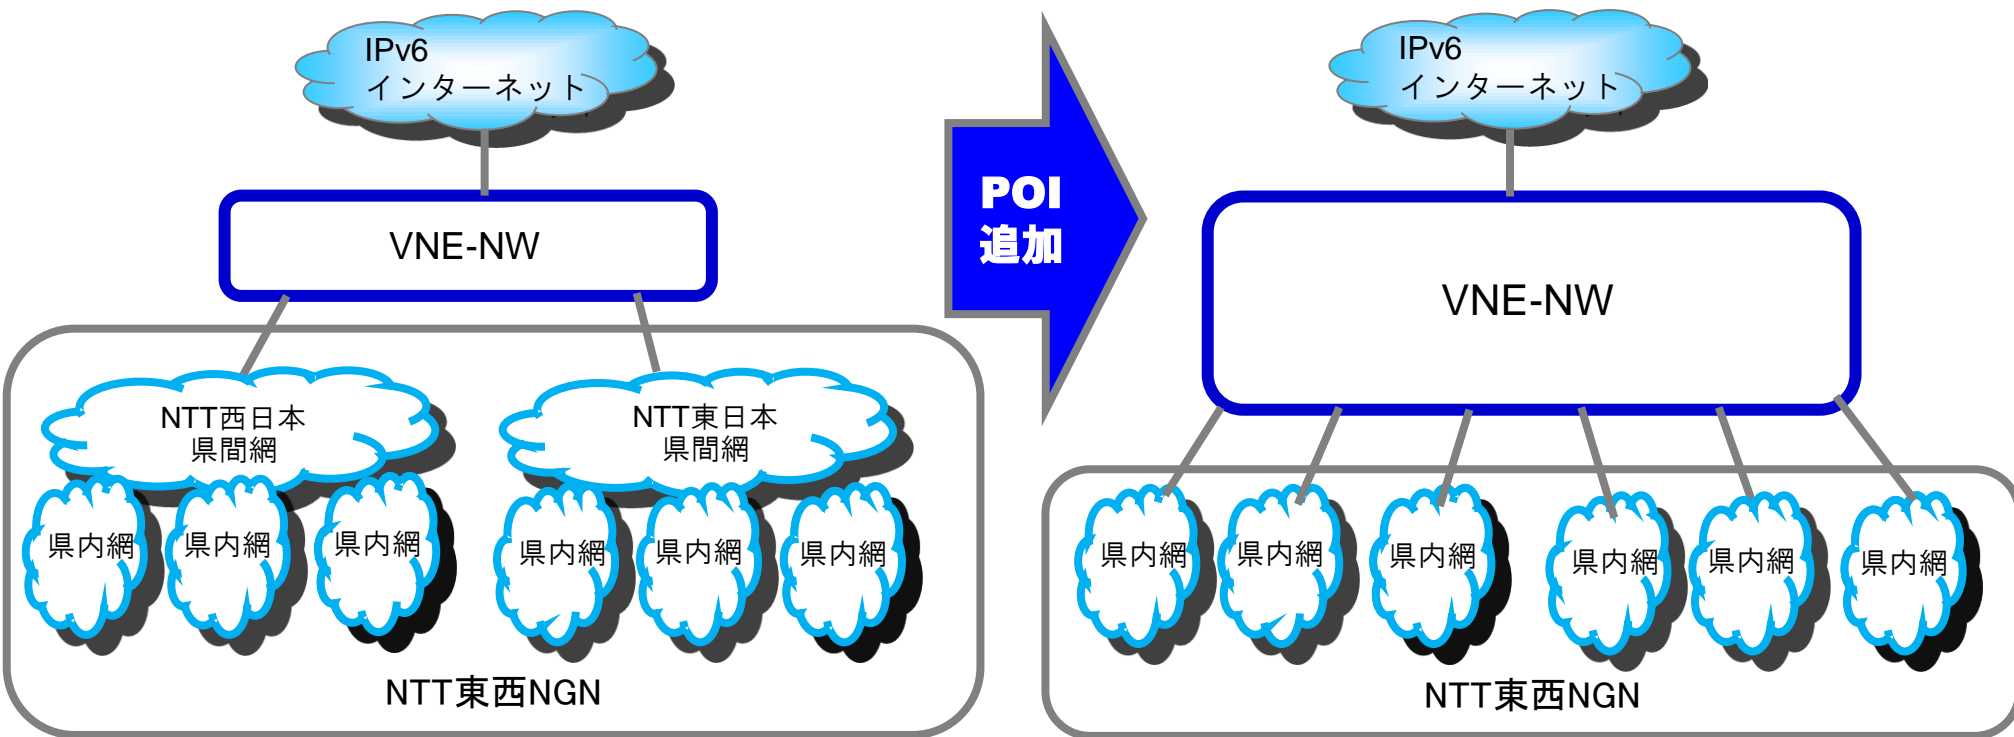 IPv6
インターネット
VNE-NW
NTT西日本
県間網
NTT東日本
県間網
県内網
県内網
県内網
県内網
県内網
県内網
NTT東西NGN
POI
追加
IPv6
インターネット
VNE-NW
県内網
県内網
県内網
県内網
県内網
県内網
NTT東西NGN